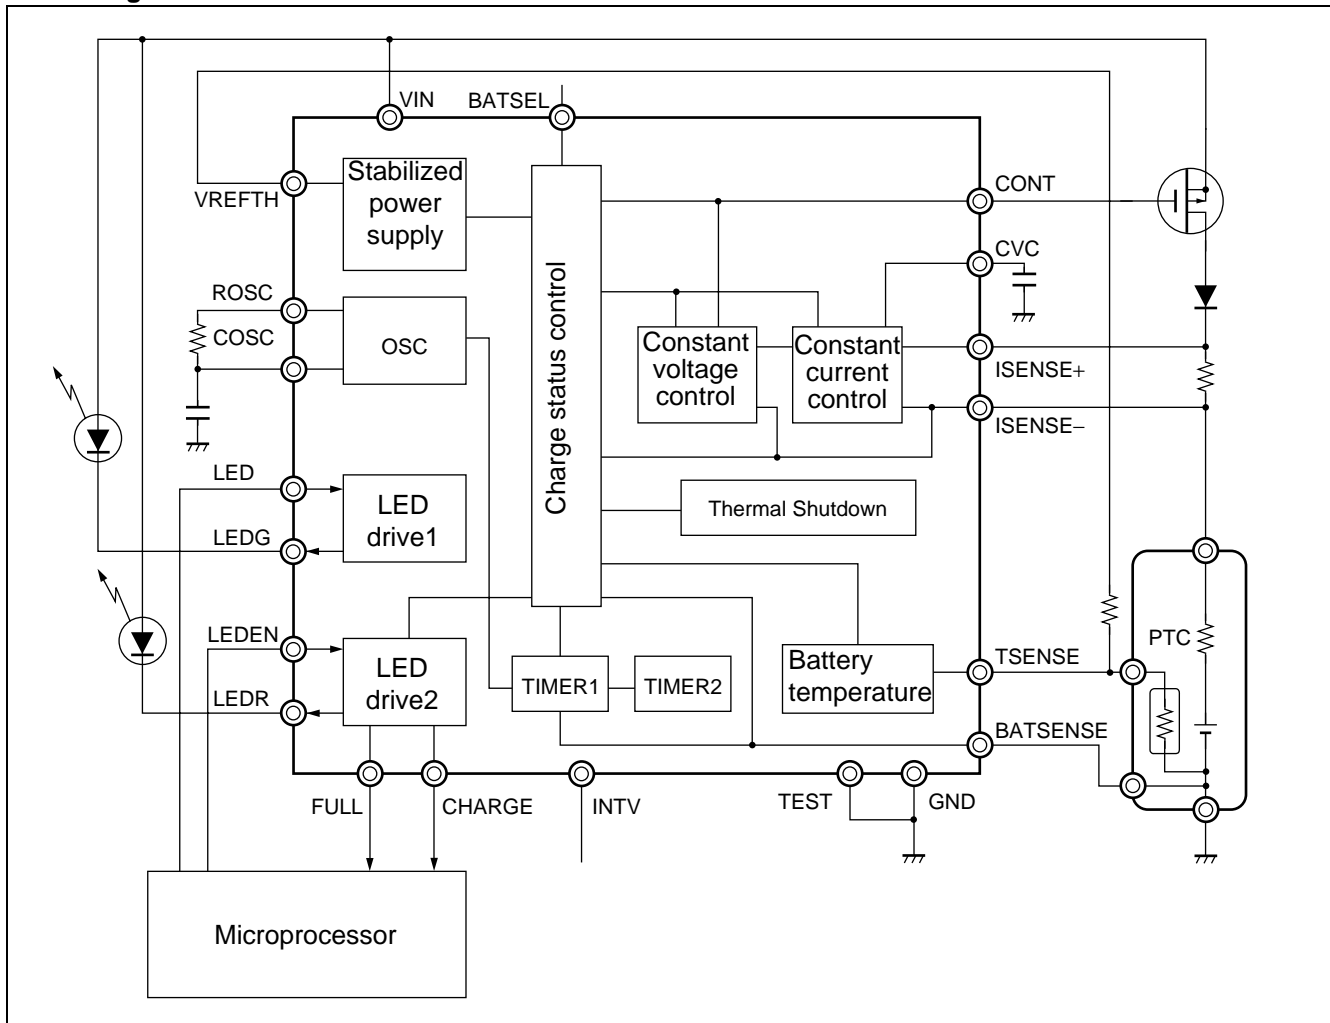 VIN
BATSEL
Stabilized
power
supply
VREFTH
CONT
CVC
ROSC
COSC
OSC
Charge status control
Constant
voltage
control
Constant
current
control
ISENSE+
ISENSE−
LED
LED
drive1
Thermal Shutdown
LEDG
LEDEN
LED
drive2
LEDR
TIMER1
TIMER2
Battery
temperature
TSENSE
PTC
BATSENSE
FULL
CHARGE
INTV
TEST
GND
Microprocessor